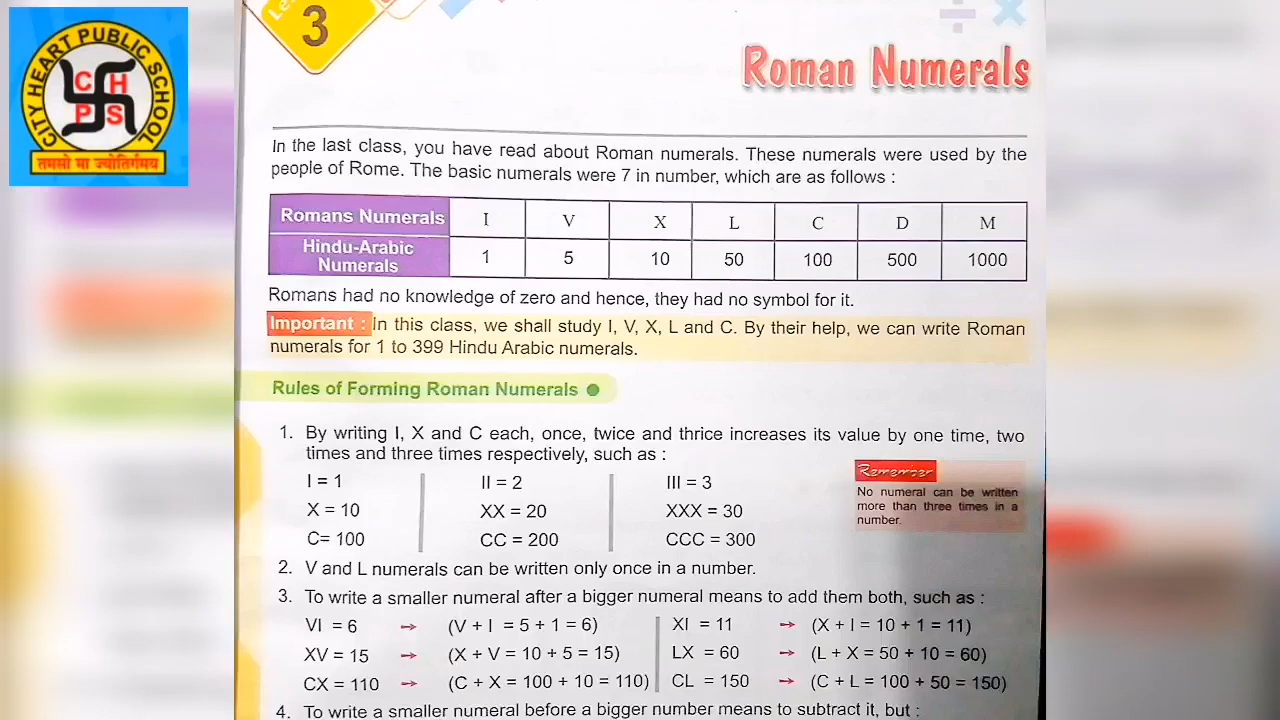 CITY HEART PUBLIC SCHOOL
C H
P S
तमसो मा ज्योतिर्गमय
3
Roman Numerals
In the last class, you have read about Roman numerals. These numerals were used by the
people of Rome. The basic numerals were 7 in number, which are as follows :
Romans Numerals I V X L C D M
Hindu-Arabic Numerals 1 5 10 50 100 500 1000
Romans had no knowledge of zero and hence, they had no symbol for it.
Important : In this class, we shall study I, V, X, L and C. By their help, we can write Roman
numerals for 1 to 399 Hindu Arabic numerals.
Rules of Forming Roman Numerals
1. By writing I, X and C each, once, twice and thrice increases its value by one time, two
times and three times respectively, such as :
I = 1 II = 2 III = 3
X = 10 XX = 20 XXX = 30
C= 100 CC = 200 CCC = 300
Remember
No numeral can be written
more than three times in a
number.
2. V and L numerals can be written only once in a number.
3. To write a smaller numeral after a bigger numeral means to add them both, such as :
VI = 6 → (V + I = 5 + 1 = 6) XI = 11 → (X + I = 10 + 1 = 11)
XV = 15 → (X + V = 10 + 5 = 15) LX = 60 → (L + X = 50 + 10 = 60)
CX = 110 → (C + X = 100 + 10 = 110) CL = 150 → (C + L = 100 + 50 = 150)
4. To write a smaller numeral before a bigger number means to subtract it, but :